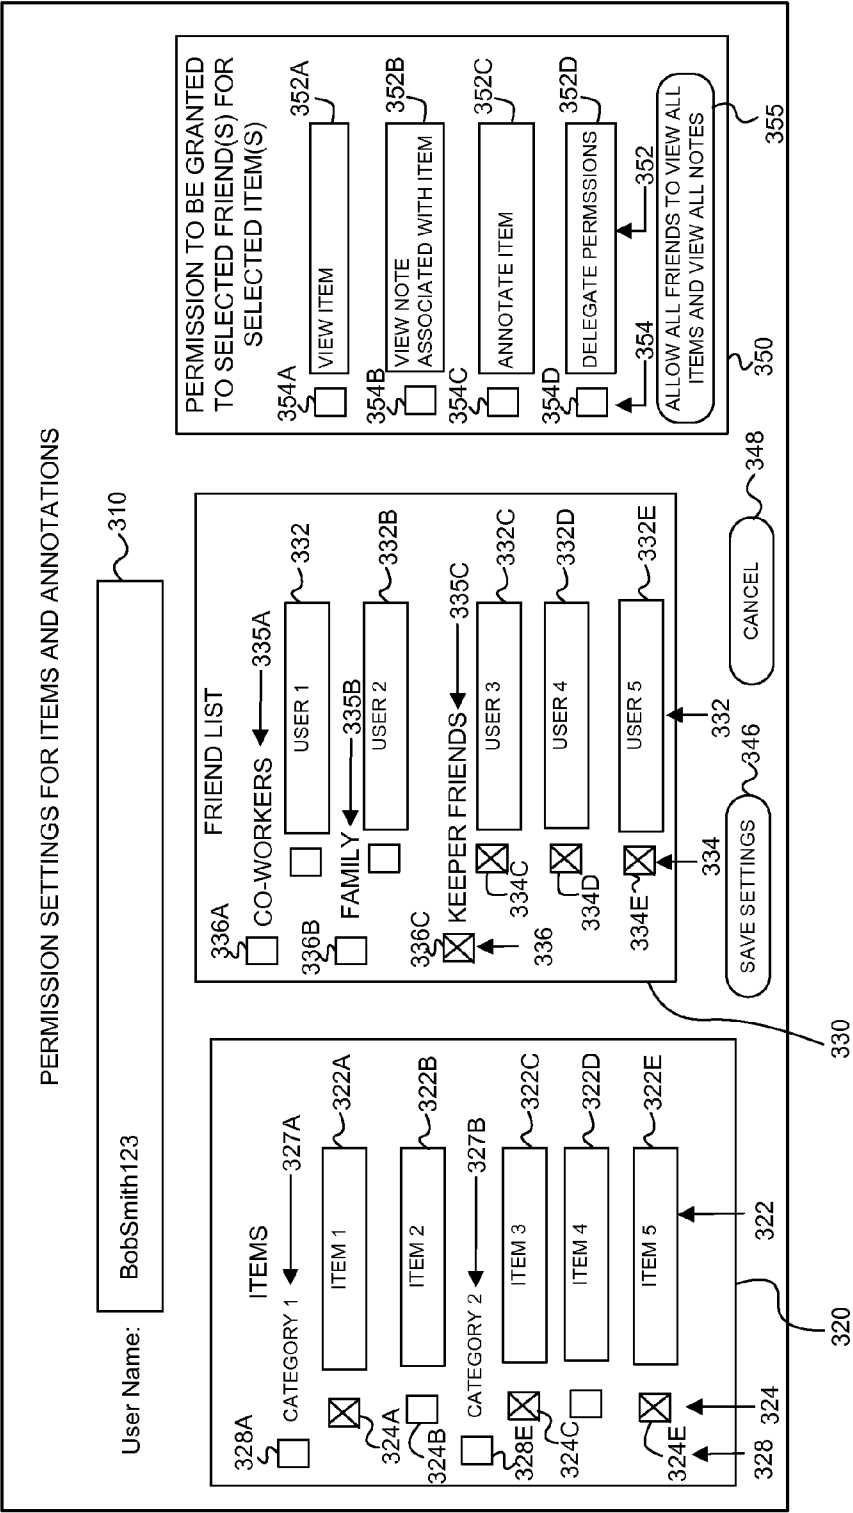 PERMISSION SETTINGS FOR ITEMS AND ANNOTATIONS
User Name:
BobSmith123
310
ITEMS
328A
CATEGORY 1
327A
324A
ITEM 1
322A
324B
ITEM 2
322B
328E
CATEGORY 2
327B
324C
ITEM 3
322C
ITEM 4
322D
324E
ITEM 5
322E
328
324
322
320
FRIEND LIST
336A
CO-WORKERS
335A
USER 1
332
336B
FAMILY
335B
USER 2
332B
336C
KEEPER FRIENDS
335C
336
334C
USER 3
332C
334D
USER 4
332D
334E
USER 5
332E
334
332
330
SAVE SETTINGS
346
CANCEL
348
PERMISSION TO BE GRANTED
TO SELECTED FRIEND(S) FOR
SELECTED ITEM(S)
354A
VIEW ITEM
352A
354B
VIEW NOTE
ASSOCIATED WITH ITEM
352B
354C
ANNOTATE ITEM
352C
354D
DELEGATE PERMSSIONS
352D
354
352
ALLOW ALL FRIENDS TO VIEW ALL
ITEMS AND VIEW ALL NOTES
355
350